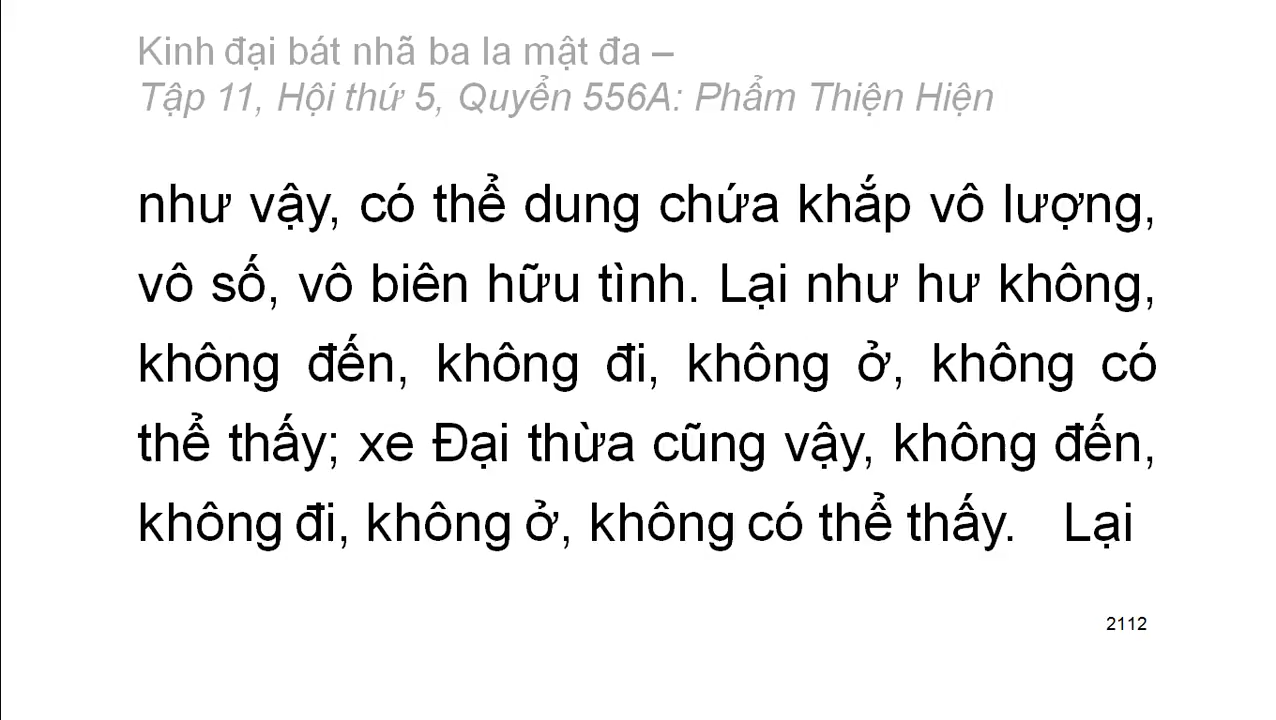 Kinh đại bát nhã ba la mật đa –
Tập 11, Hội thứ 5, Quyển 556A: Phẩm Thiện Hiện
như vậy, có thể dung chứa khắp vô lượng,
vô số, vô biên hữu tình. Lại như hư không,
không đến, không đi, không ở, không có
thể thấy; xe Đại thừa cũng vậy, không đến,
không đi, không ở, không có thể thấy. Lại
2112